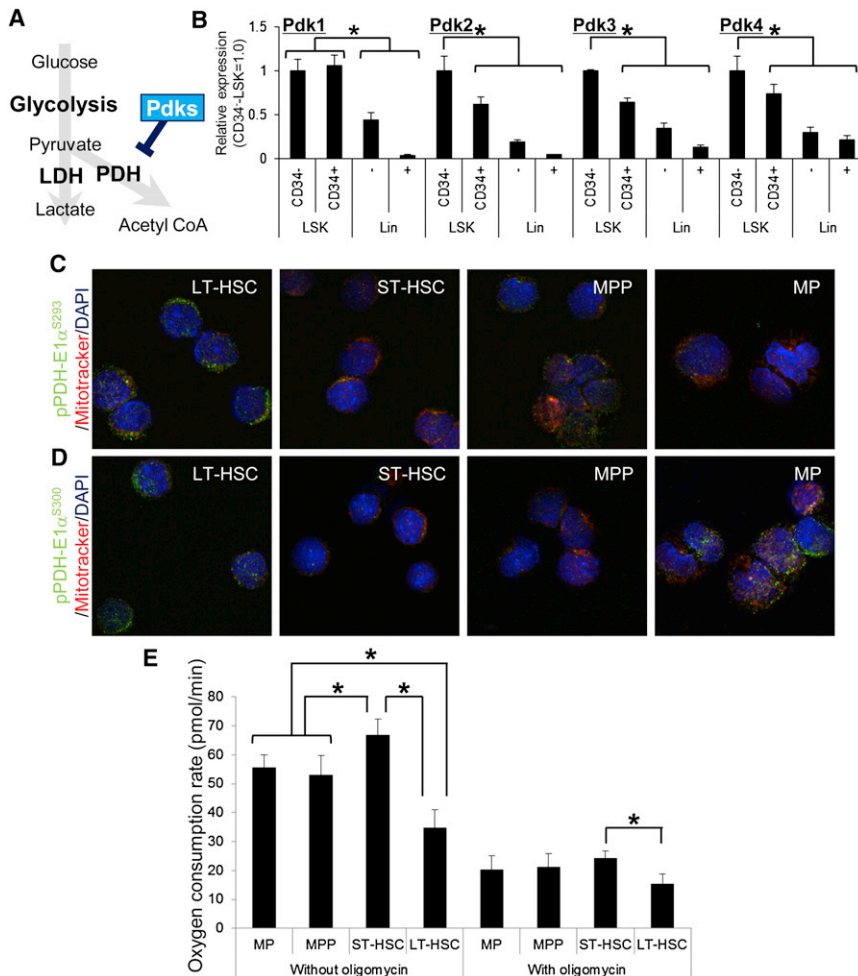 A
Glucose
Glycolysis
Pdks
Pyruvate
LDH PDH
Lactate
Acetyl CoA
B
Relative expression
(CD34-LSK=1.0)
1
0.5
0
Pdk1
*
Pdk2
*
Pdk3
*
Pdk4
*
CD34- CD34+ - + CD34- CD34+ - + CD34- CD34+ - + CD34- CD34+ - +
LSK Lin LSK Lin LSK Lin LSK Lin
C
pPDH-E1α S293
/Mitotracker/DAPI
LT-HSC
ST-HSC
MPP
MP
D
pPDH-E1α S300
/Mitotracker/DAPI
LT-HSC
ST-HSC
MPP
MP
E
Oxygen consumption rate (pmol/min)
80
70
60
50
40
30
20
10
0
*
* *
*
MP MPP ST-HSC LT-HSC MP MPP ST-HSC LT-HSC
Without oligomycin With oligomycin